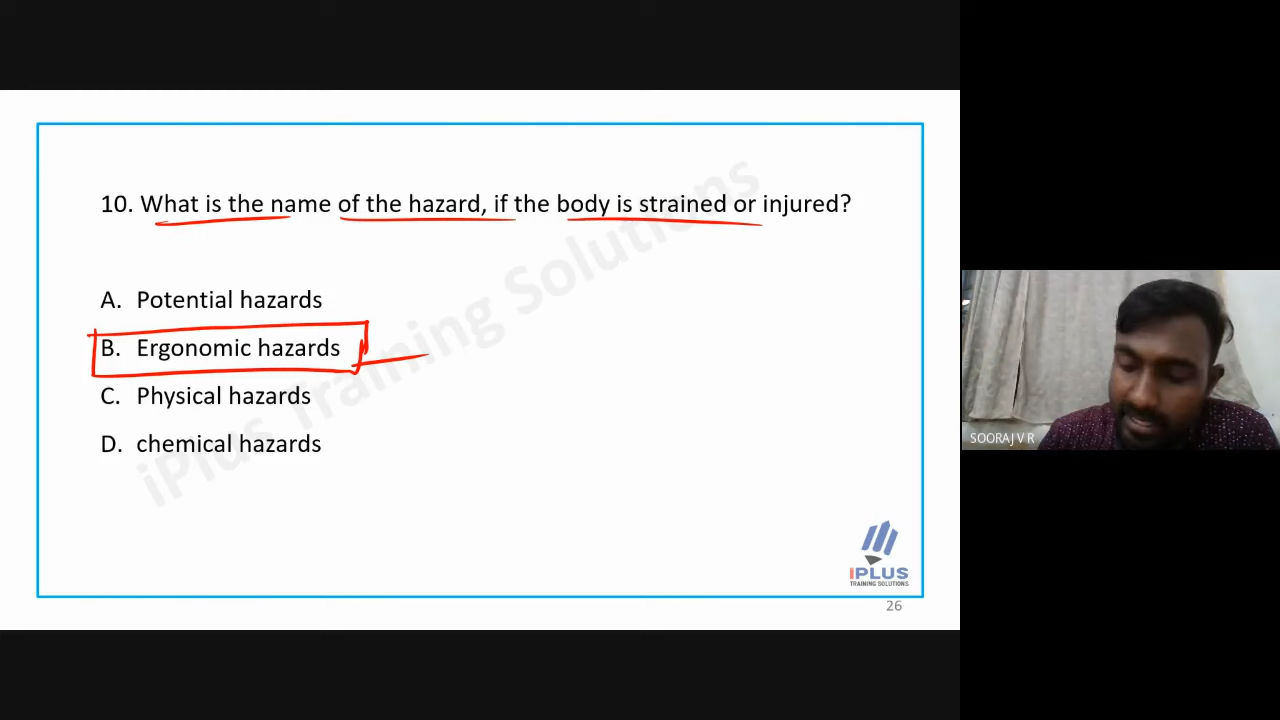 10. What is the name of the hazard, if the body is strained or injured?
A. Potential hazards
B. Ergonomic hazards
C. Physical hazards
D. chemical hazards
iPlus Training Solutions
IPLUS
TRAINING SOLUTIONS
26
SOORAJ V R